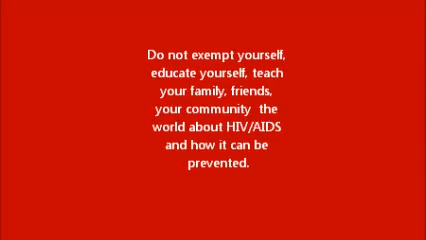 Do not exempt yourself,
educate yourself, teach
your family, friends,
your community  the
world about HIV/AIDS
and how it can be
prevented.